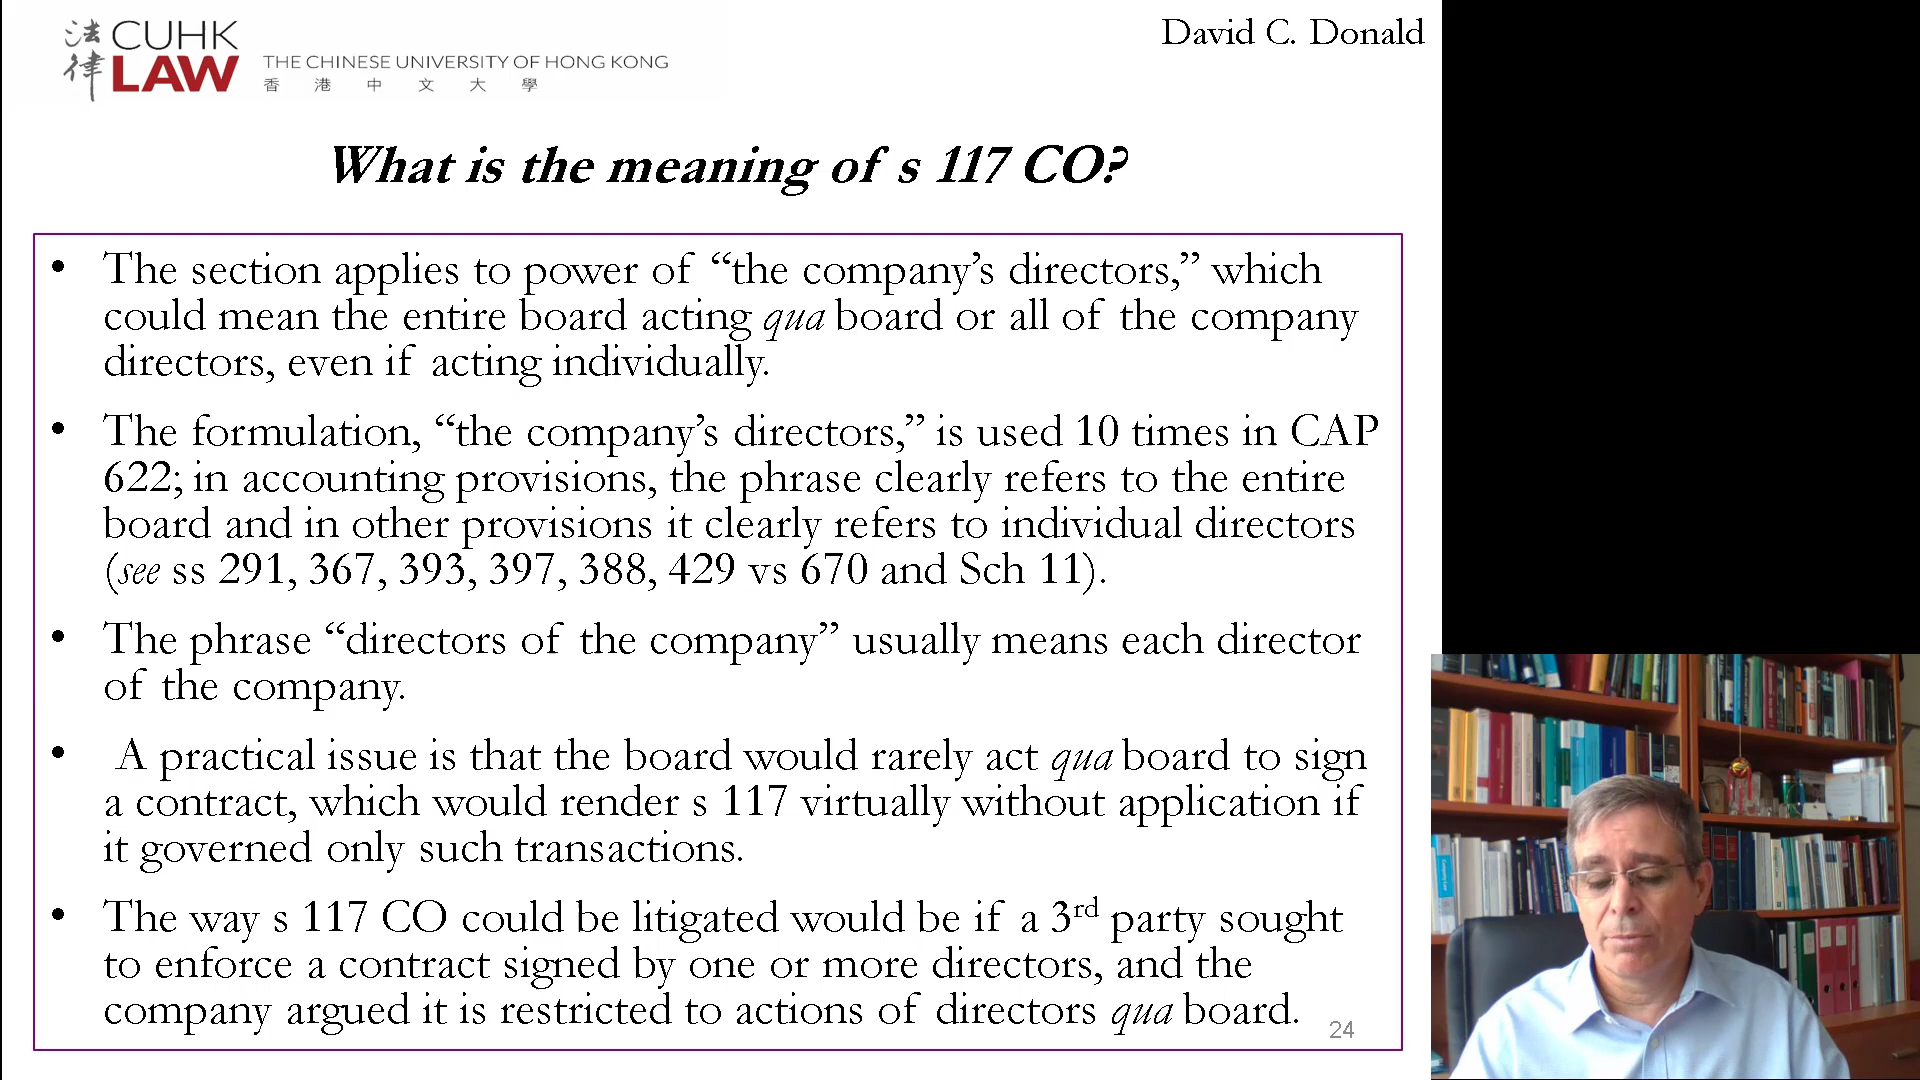 法律
CUHK
LAW
THE CHINESE UNIVERSITY OF HONG KONG
香港中文大學
David C. Donald
What is the meaning of s 117 CO?
• The section applies to power of “the company’s directors,” which
could mean the entire board acting qua board or all of the company
directors, even if acting individually.
• The formulation, “the company’s directors,” is used 10 times in CAP
622; in accounting provisions, the phrase clearly refers to the entire
board and in other provisions it clearly refers to individual directors
(see ss 291, 367, 393, 397, 388, 429 vs 670 and Sch 11).
• The phrase “directors of the company” usually means each director
of the company.
• A practical issue is that the board would rarely act qua board to sign
a contract, which would render s 117 virtually without application if
it governed only such transactions.
• The way s 117 CO could be litigated would be if a 3rd party sought
to enforce a contract signed by one or more directors, and the
company argued it is restricted to actions of directors qua board.
24